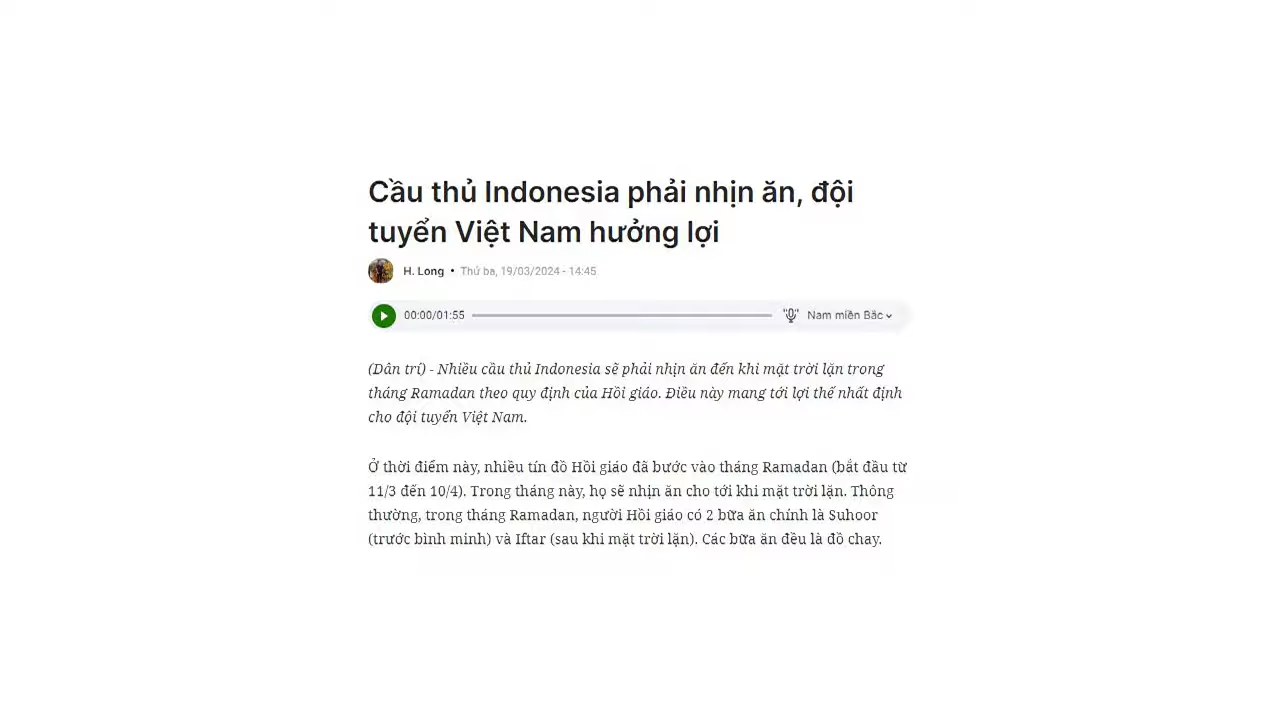 Cầu thủ Indonesia phải nhịn ăn, đội
tuyển Việt Nam hưởng lợi
H. Long • Thứ ba, 19/03/2024 - 14:45
00:00/01:55 Nam miền Bắc
(Dân trí) - Nhiều cầu thủ Indonesia sẽ phải nhịn ăn đến khi mặt trời lặn trong
tháng Ramadan theo quy định của Hồi giáo. Điều này mang tới lợi thế nhất định
cho đội tuyển Việt Nam.
Ở thời điểm này, nhiều tín đồ Hồi giáo đã bước vào tháng Ramadan (bắt đầu từ
11/3 đến 10/4). Trong tháng này, họ sẽ nhịn ăn cho tới khi mặt trời lặn. Thông
thường, trong tháng Ramadan, người Hồi giáo có 2 bữa ăn chính là Suhoor
(trước bình minh) và Iftar (sau khi mặt trời lặn). Các bữa ăn đều là đồ chay.